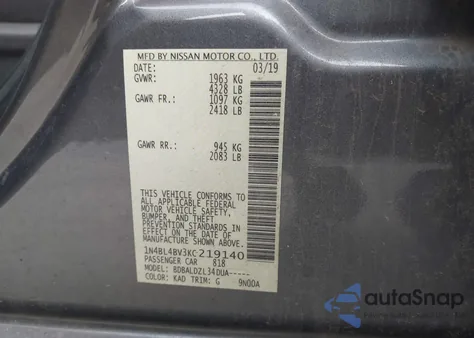 MFD BY NISSAN MOTOR CO., LTD.
DATE: 03/19
GVWR: 1963 KG
4328 LB
GAWR FR.: 1097 KG
2418 LB
GAWR RR.: 945 KG
2083 LB
THIS VEHICLE CONFORMS TO
ALL APPLICABLE FEDERAL
MOTOR VEHICLE SAFETY,
BUMPER, AND THEFT
PREVENTION STANDARDS
IN EFFECT ON THE DATE OF
MANUFACTURE SHOWN ABOVE.
1N4BL4BV3KC219140
PASSENGER CAR 818
MODEL: BDBALDZL34DUA-----
COLOR: KAD TRIM: G 9N00A
autoSnap
www.autosnap.com